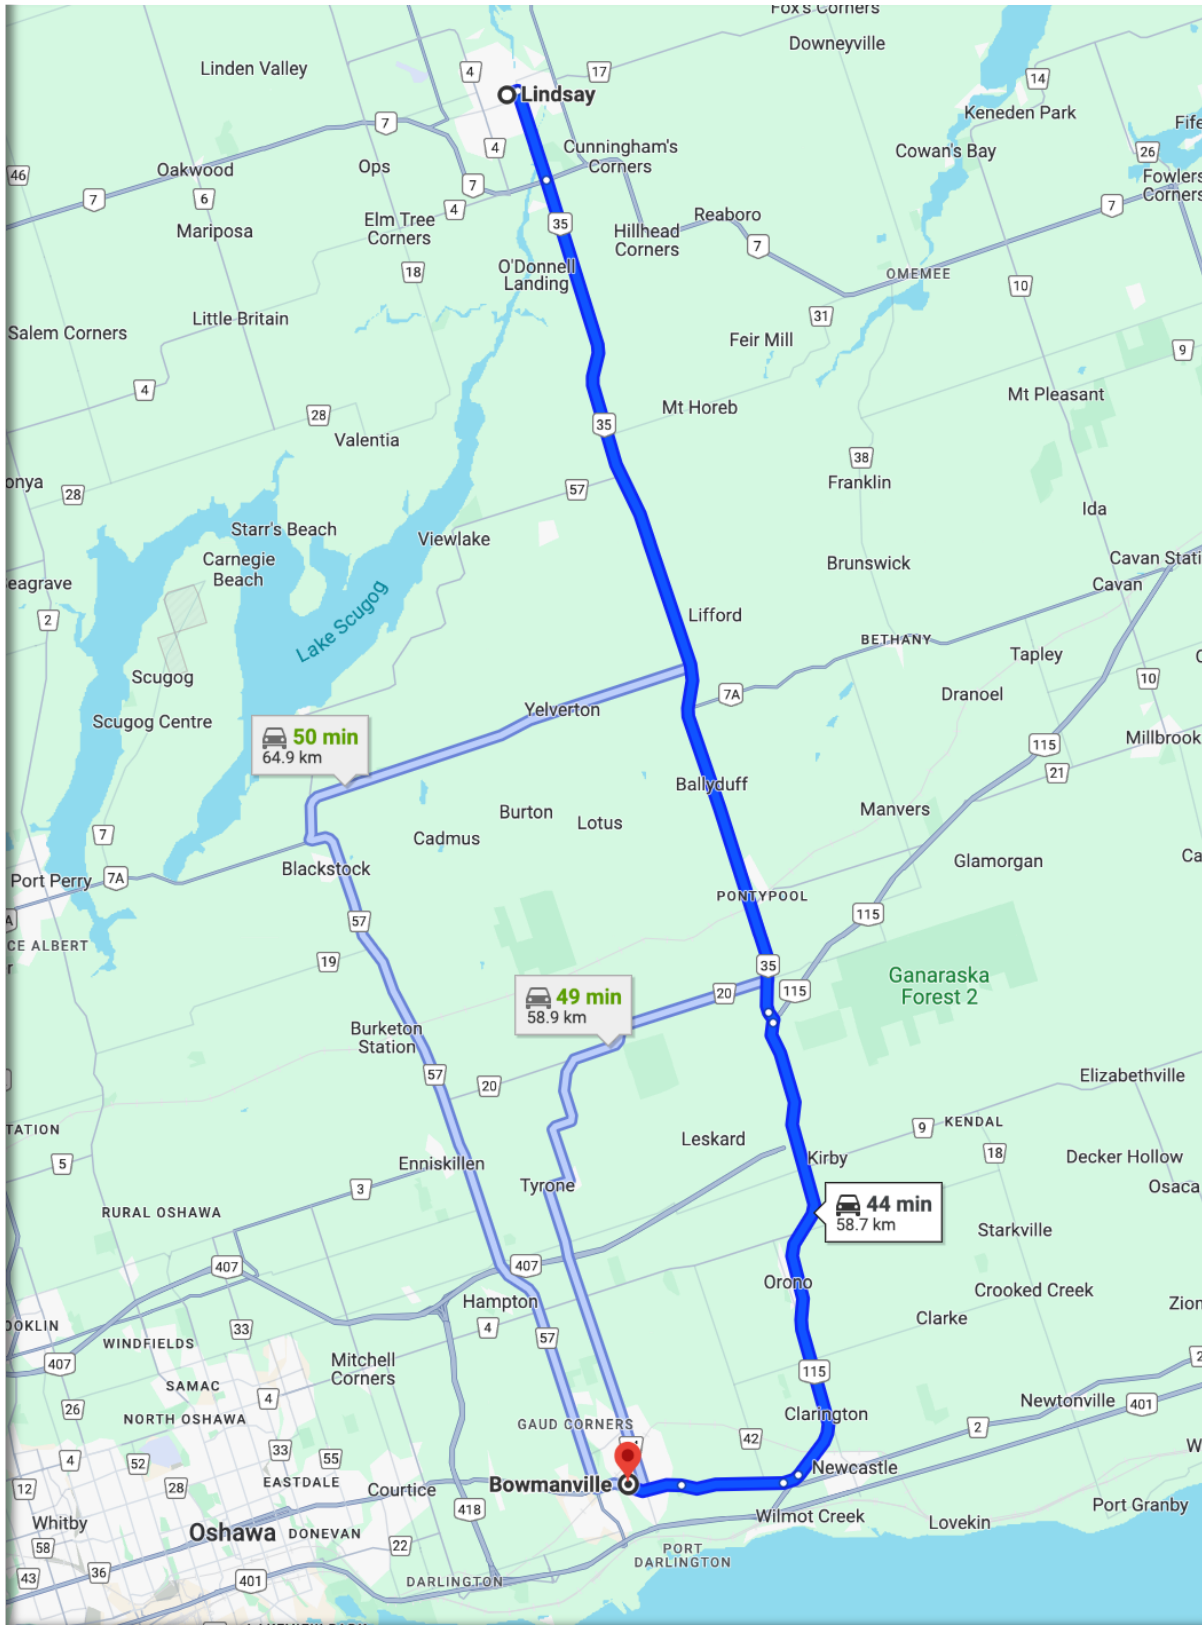 Fox's Corners
Downeyville
Linden Valley
4
17
14
Lindsay
Keneden Park
7
Fife
4
Cunningham's
Corners
Cowan's Bay
26
46
Oakwood
Ops
Fowlers
Corners
7
6
7
4
35
Reaboro
7
Mariposa
Elm Tree
Corners
Hillhead
Corners
7
18
O'Donnell
Landing
OMEMEE
10
Salem Corners
Little Britain
31
Feir Mill
9
4
Mt Horeb
Mt Pleasant
28
35
Valentia
38
57
Franklin
28
Ida
Starr's Beach
Viewlake
Carnegie
Beach
Brunswick
Cavan Stati
Cavan
2
Lake Scugog
Lifford
BETHANY
Tapley
Scugog
10
7A
Dranoel
Scugog Centre
Yelverton
50 min
64.9 km
115
Millbrook
21
Ballyduff
7
Burton
Lotus
Manvers
Cadmus
Glamorgan
Blackstock
Port Perry
7A
PONTYPOOL
57
115
CE ALBERT
19
35
Ganaraska
Forest 2
49 min
58.9 km
20
115
Burketon
Station
57
20
Elizabethville
TATION
9
KENDAL
Leskard
5
Enniskillen
Kirby
18
Decker Hollow
Tyrone
3
Osaca
RURAL OSHAWA
44 min
58.7 km
Starkville
407
407
Orono
Crooked Creek
Hampton
Clarke
33
4
57
WINDFIELDS
407
Mitchell
Corners
115
SAMAC
4
Newtonville
26
NORTH OSHAWA
Clarington
401
GAUD CORNERS
2
42
33
4
52
55
EASTDALE
Newcastle
12
28
Courtice
Bowmanville
Port Granby
418
Wilmot Creek
Whitby
Oshawa
DONEVAN
Lovekin
58
22
PORT
DARLINGTON
36
43
401
DARLINGTON